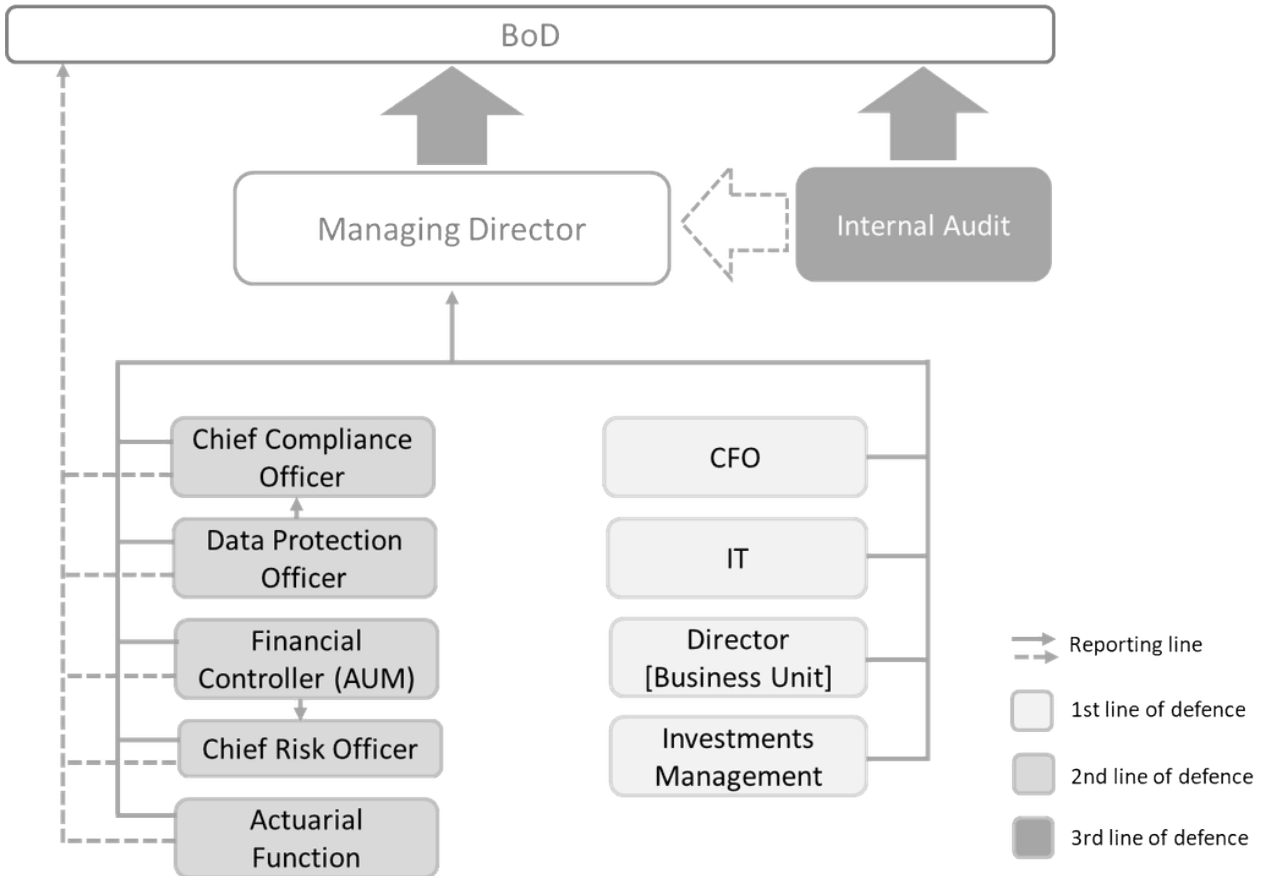 BoD
Managing Director
Internal Audit
Chief Compliance
Officer
Data Protection
Officer
Financial
Controller (AUM)
Chief Risk Officer
Actuarial
Function
CFO
IT
Director
[Business Unit]
Investments
Management
Reporting line
1st line of defence
2nd line of defence
3rd line of defence